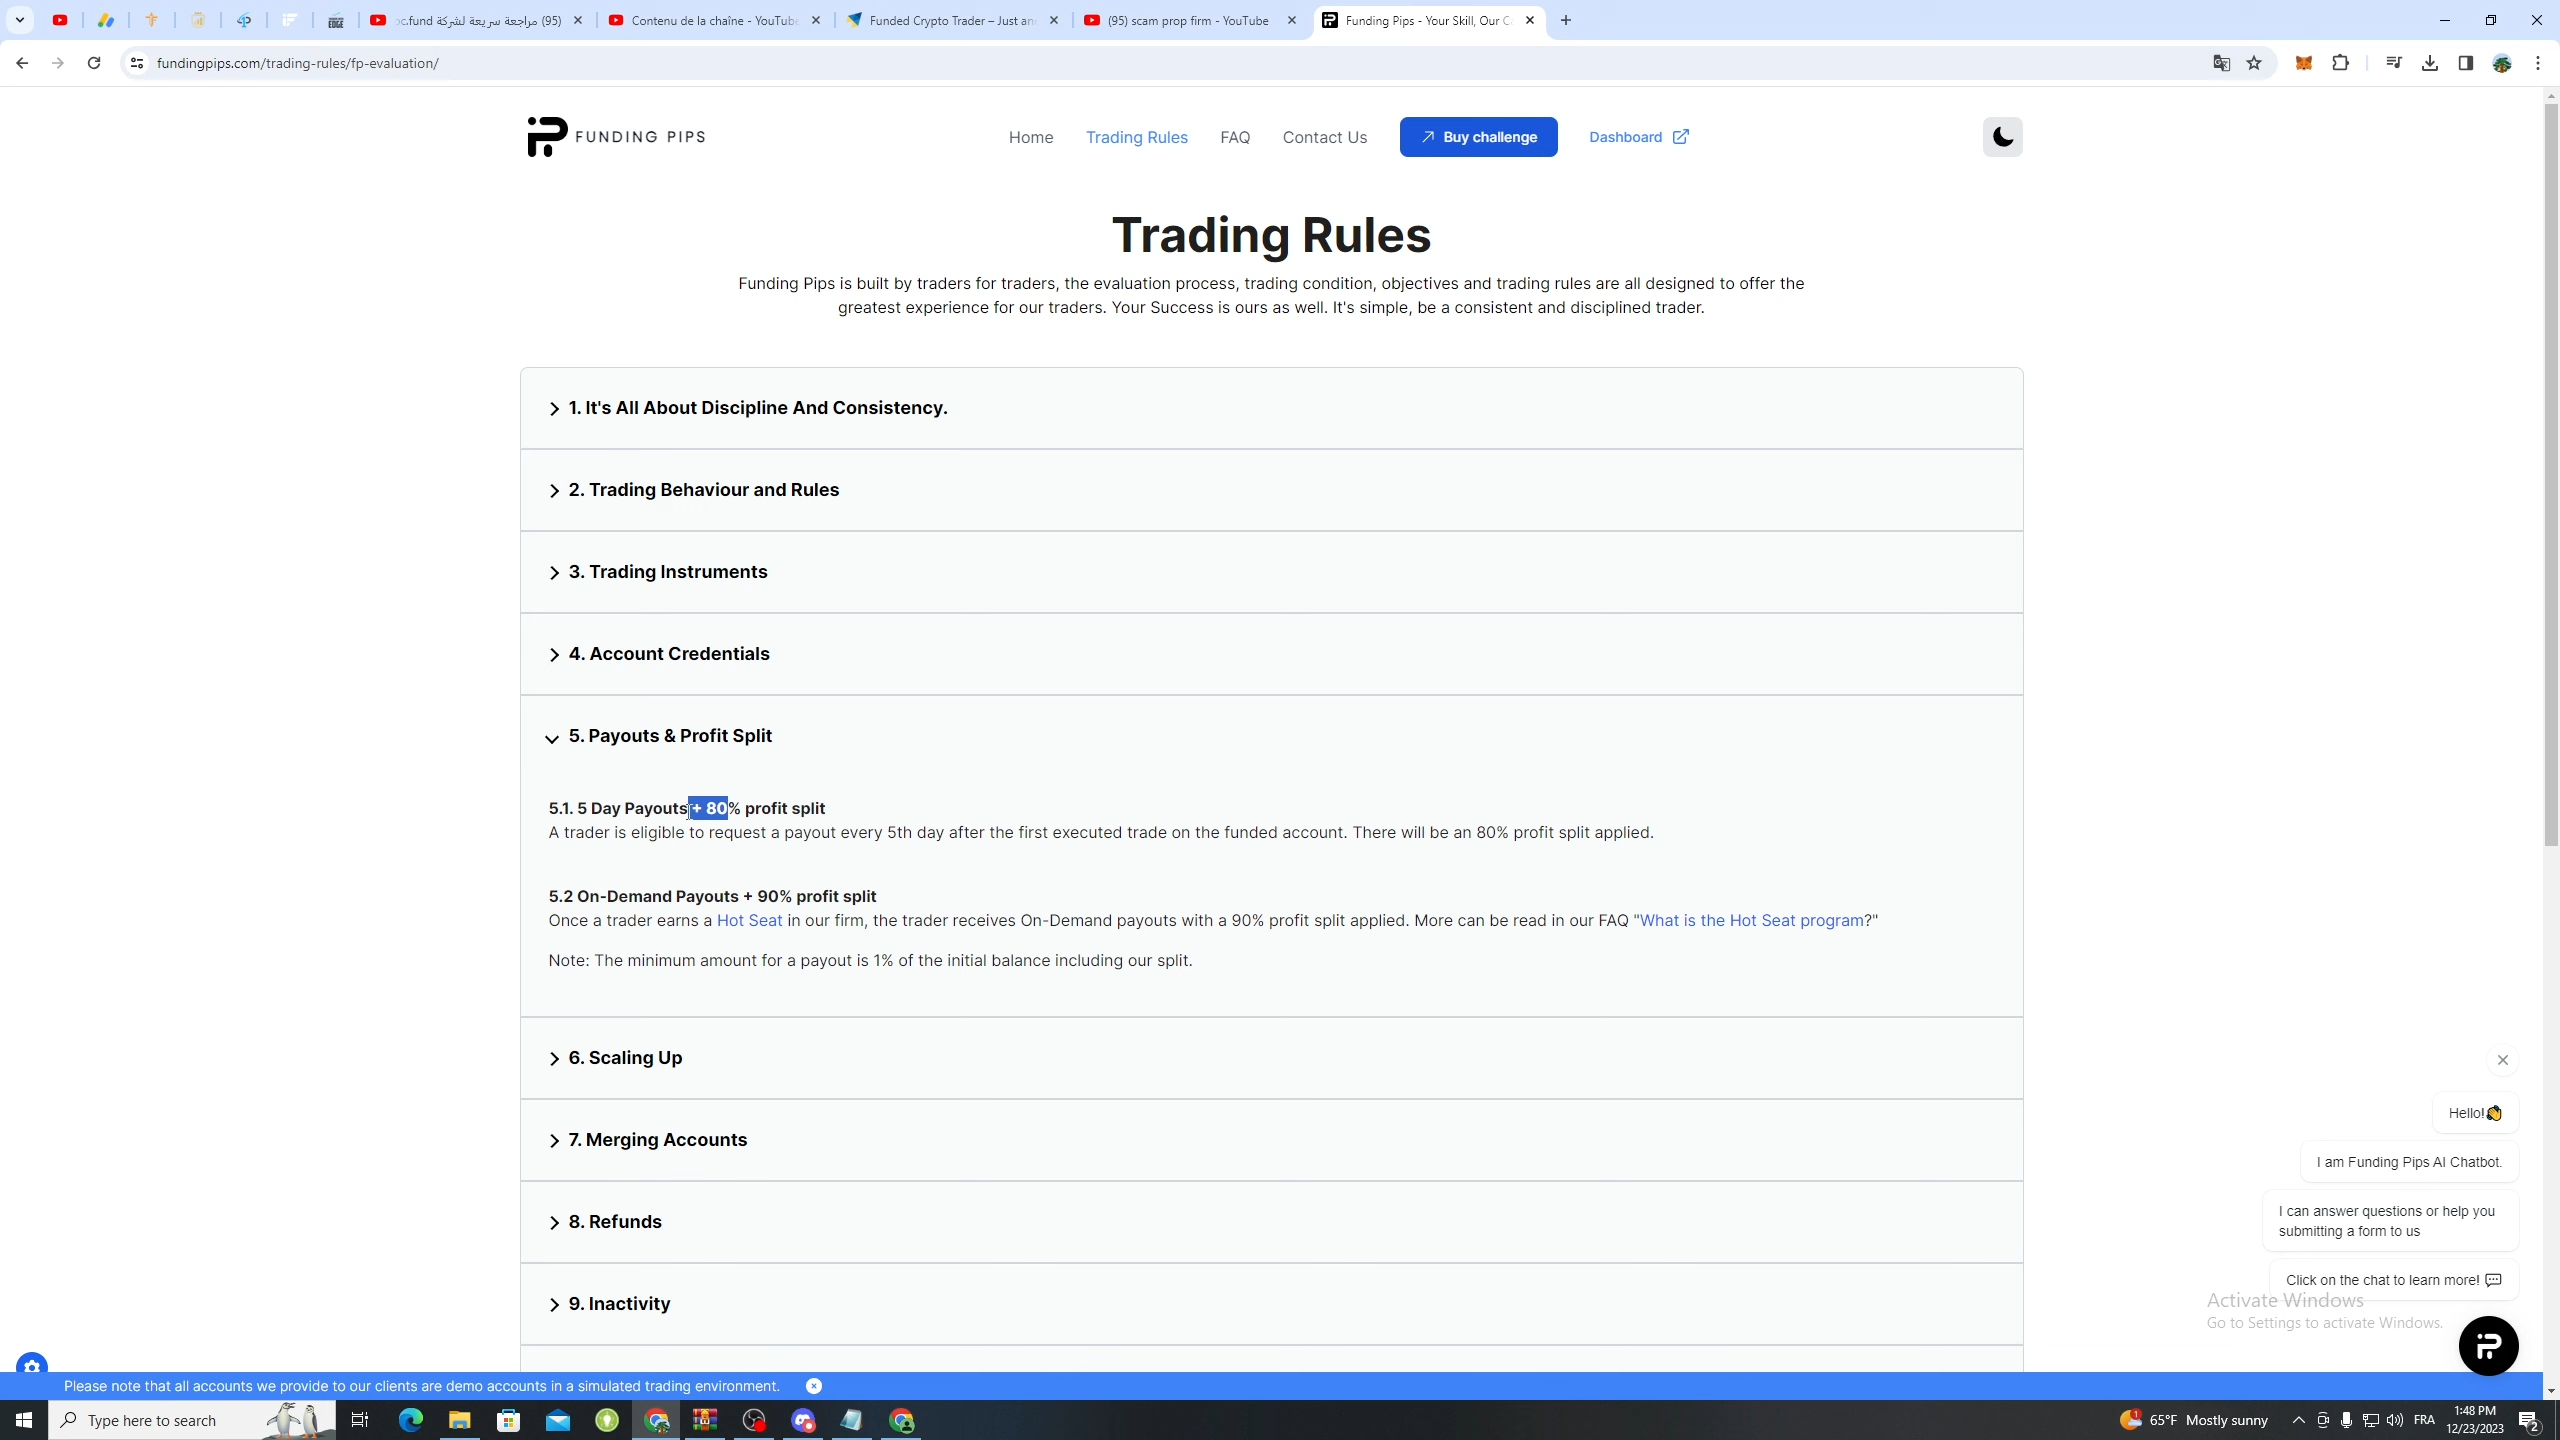 (95) مراجعة سريعة لشركة oc.fund
Contenu de la chaîne - YouTube
Funded Crypto Trader – Just an
(95) scam prop firm - YouTube
Funding Pips - Your Skill, Our C
fundingpips.com/trading-rules/fp-evaluation/
FUNDING PIPS
Home
Trading Rules
FAQ
Contact Us
Buy challenge
Dashboard
Trading Rules
Funding Pips is built by traders for traders, the evaluation process, trading condition, objectives and trading rules are all designed to offer the
greatest experience for our traders. Your Success is ours as well. It's simple, be a consistent and disciplined trader.
1. It's All About Discipline And Consistency.
2. Trading Behaviour and Rules
3. Trading Instruments
4. Account Credentials
5. Payouts & Profit Split
5.1. 5 Day Payouts + 80% profit split
A trader is eligible to request a payout every 5th day after the first executed trade on the funded account. There will be an 80% profit split applied.
5.2 On-Demand Payouts + 90% profit split
Once a trader earns a Hot Seat in our firm, the trader receives On-Demand payouts with a 90% profit split applied. More can be read in our FAQ "What is the Hot Seat program?"
Note: The minimum amount for a payout is 1% of the initial balance including our split.
6. Scaling Up
7. Merging Accounts
8. Refunds
9. Inactivity
Hello!
I am Funding Pips AI Chatbot.
I can answer questions or help you
submitting a form to us
Click on the chat to learn more!
Activate Windows
Go to Settings to activate Windows.
Please note that all accounts we provide to our clients are demo accounts in a simulated trading environment.
Type here to search
65°F Mostly sunny
FRA
1:48 PM
12/23/2023
2